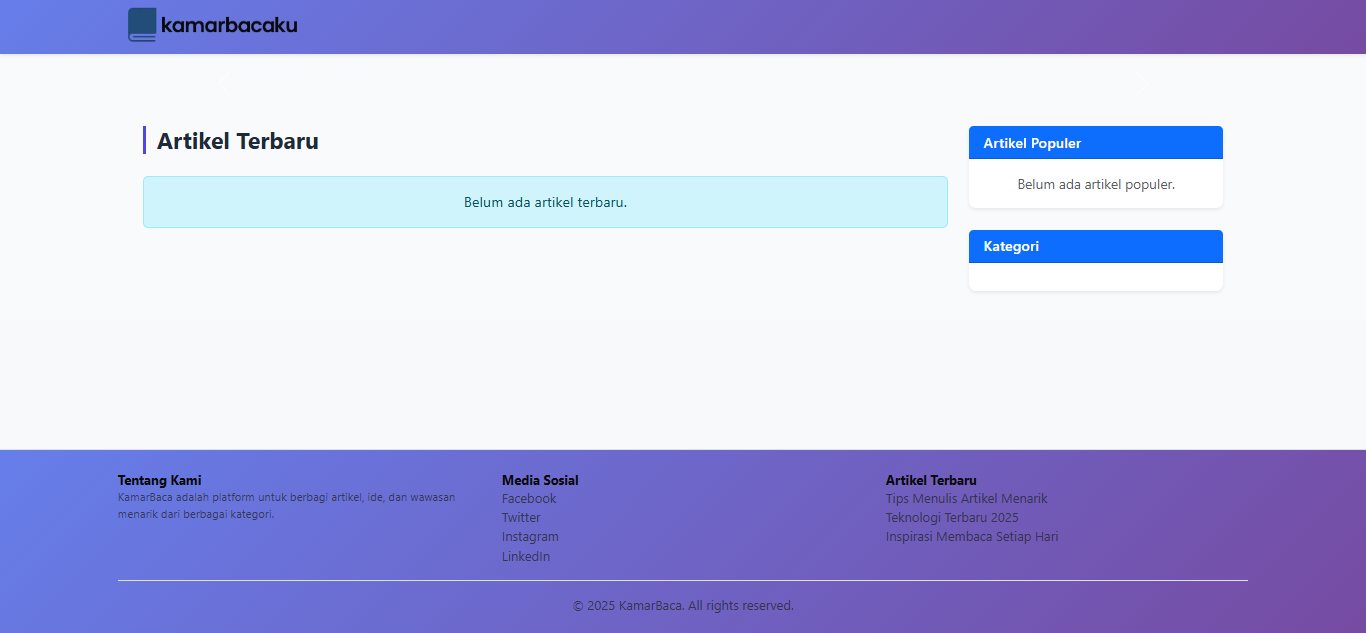 kamarbacaku
Artikel Terbaru
Belum ada artikel terbaru.
Artikel Populer
Belum ada artikel populer.
Kategori
Tentang Kami
KamarBaca adalah platform untuk berbagi artikel, ide, dan wawasan
menarik dari berbagai kategori.
Media Sosial
Facebook
Twitter
Instagram
LinkedIn
Artikel Terbaru
Tips Menulis Artikel Menarik
Teknologi Terbaru 2025
Inspirasi Membaca Setiap Hari
© 2025 KamarBaca. All rights reserved.